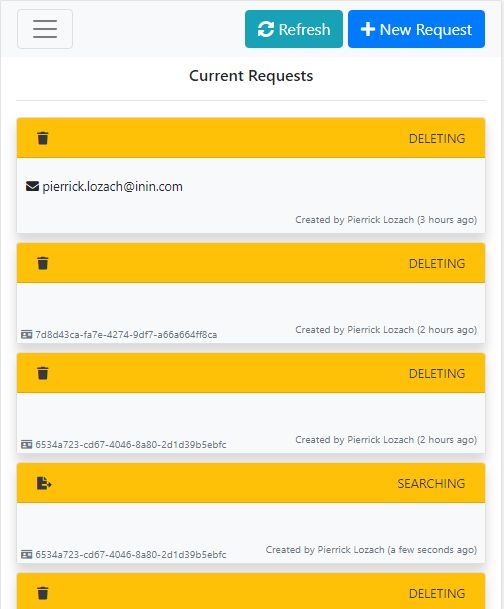 Refresh
New Request
Current Requests
DELETING
pierrick.lozach@inin.com
Created by Pierrick Lozach (3 hours ago)
DELETING
7d8d43ca-fa7e-4274-9df7-a66a664ff8ca
Created by Pierrick Lozach (2 hours ago)
DELETING
6534a723-cd67-4046-8a80-2d1d39b5ebfc
Created by Pierrick Lozach (2 hours ago)
SEARCHING
6534a723-cd67-4046-8a80-2d1d39b5ebfc
Created by Pierrick Lozach (a few seconds ago)
DELETING